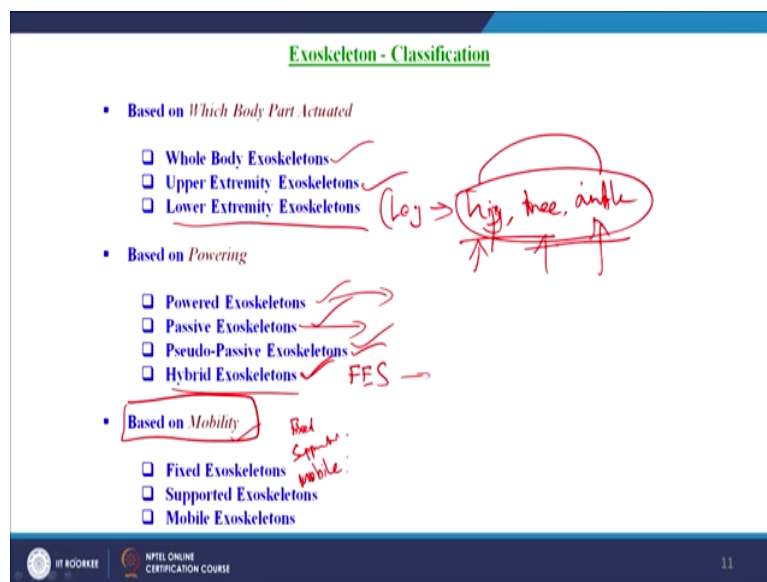 Exoskeleton - Classification
▪ Based on Which Body Part Actuated
❑ Whole Body Exoskeletons
❑ Upper Extremity Exoskeletons
❑ Lower Extremity Exoskeletons (Leg → hip, knee, ankle
▪ Based on Powering
❑ Powered Exoskeletons
❑ Passive Exoskeletons
❑ Pseudo-Passive Exoskeletons
❑ Hybrid Exoskeletons FES
▪ Based on Mobility
Fixed
❑ Fixed Exoskeletons mobile
❑ Supported Exoskeletons
❑ Mobile Exoskeletons
IIT ROORKEE NPTEL ONLINE
CERTIFICATION COURSE
11